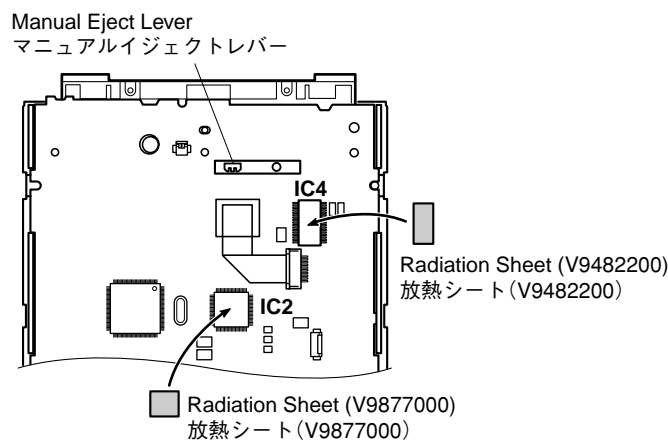 Manual Eject Lever
マニュアルイジェクトレバー
IC4
Radiation Sheet (V9482200)
放熱シート（V9482200）
IC2
Radiation Sheet (V9877000)
放熱シート（V9877000）